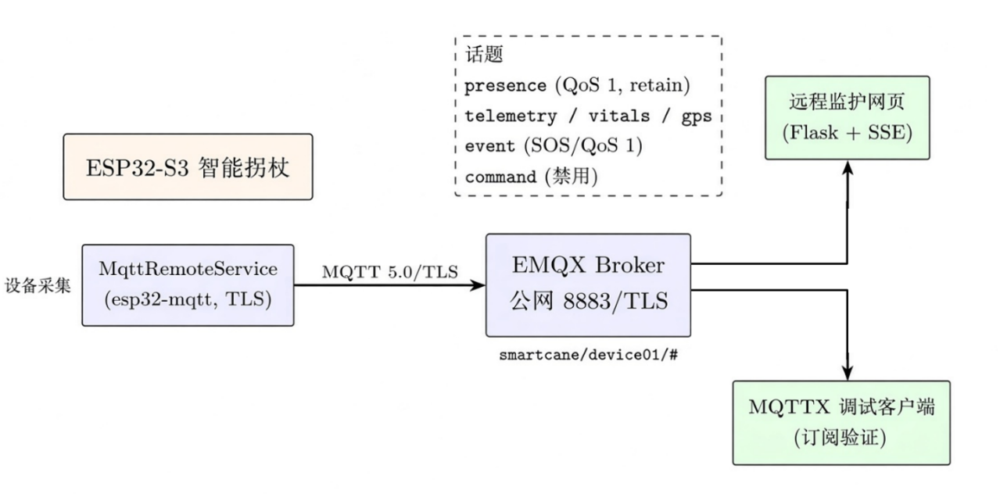 话题
presence (QoS 1, retain)
telemetry / vitals / gps
event (SOS/QoS 1)
command (禁用)
远程监护网页
(Flask + SSE)
ESP32-S3 智能拐杖
设备采集
MqttRemoteService
(esp32-mqtt, TLS)
MQTT 5.0/TLS
EMQX Broker
公网 8883/TLS
smartcane/device01/#
MQTTX 调试客户端
(订阅验证)